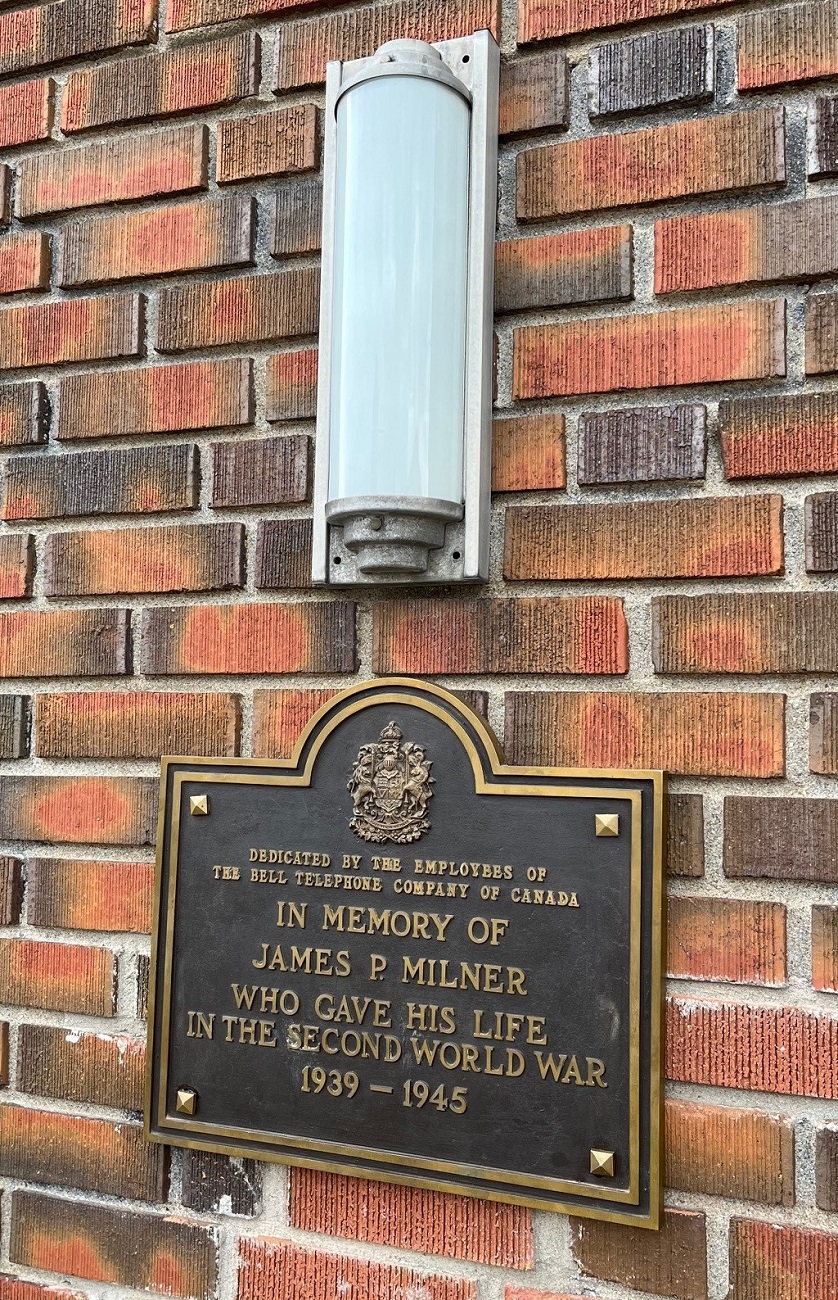 DEDICATED BY THE EMPLOYEES OF
THE BELL TELEPHONE COMPANY OF CANADA
IN MEMORY OF
JAMES P. MILNER
WHO GAVE HIS LIFE
IN THE SECOND WORLD WAR
1939 – 1945